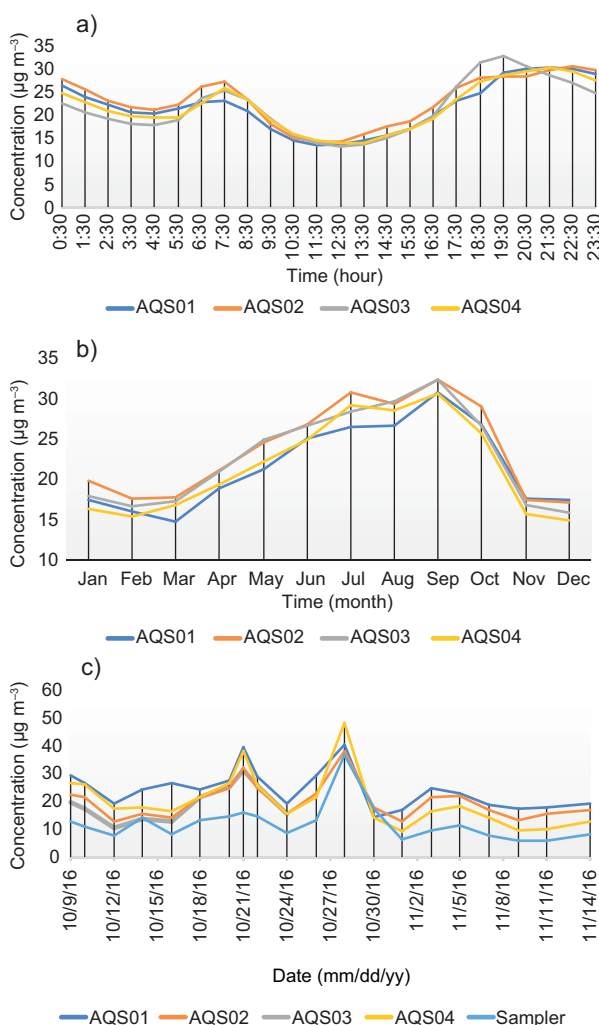 a)
Concentration (µg m⁻³)
35
30
25
20
15
10
5
0
0:30 1:30 2:30 3:30 4:30 5:30 6:30 7:30 8:30 9:30 10:30 11:30 12:30 13:30 14:30 15:30 16:30 17:30 18:30 19:30 20:30 21:30 22:30 23:30
Time (hour)
AQS01 AQS02 AQS03 AQS04
b)
Concentration (µg m⁻³)
35
30
25
20
15
10
Jan Feb Mar Apr May Jun Jul Aug Sep Oct Nov Dec
Time (month)
AQS01 AQS02 AQS03 AQS04
c)
Concentration (µg m⁻³)
60
50
40
30
20
10
0
10/9/16 10/12/16 10/15/16 10/18/16 10/21/16 10/24/16 10/27/16 10/30/16 11/2/16 11/5/16 11/8/16 11/11/16 11/14/16
Date (mm/dd/yy)
AQS01 AQS02 AQS03 AQS04 Sampler